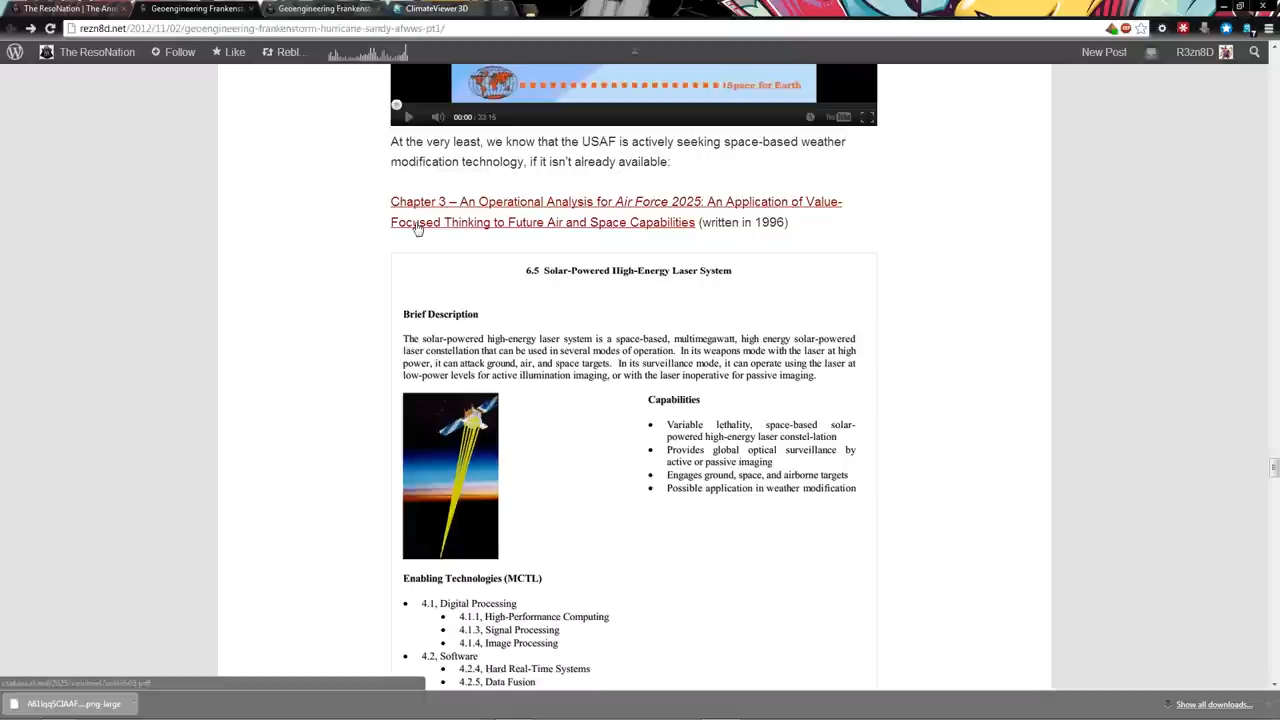 The ResoNation | The Ano
Geoengineering Frankens
Geoengineering Frankenst
ClimateViewer 3D
rezn8d.net/2012/11/02/geoengineering-frankenstorm-hurricane-sandy-afwws-pt1/
The ResoNation Follow Like Rebl... New Post R3zn8D
Space for Earth
00:00 / 33:15 You Tube
At the very least, we know that the USAF is actively seeking space-based weather
modification technology, if it isn't already available:
Chapter 3 – An Operational Analysis for Air Force 2025: An Application of Value-
Focused Thinking to Future Air and Space Capabilities (written in 1996)
6.5 Solar-Powered High-Energy Laser System
Brief Description
The solar-powered high-energy laser system is a space-based, multimegawatt, high energy solar-powered
laser constellation that can be used in several modes of operation. In its weapons mode with the laser at high
power, it can attack ground, air, and space targets. In its surveillance mode, it can operate using the laser at
low-power levels for active illumination imaging, or with the laser inoperative for passive imaging.
Capabilities
• Variable lethality, space-based solar-
powered high-energy laser constel-lation
• Provides global optical surveillance by
active or passive imaging
• Engages ground, space, and airborne targets
• Possible application in weather modification
Enabling Technologies (MCTL)
• 4.1, Digital Processing
• 4.1.1, High-Performance Computing
• 4.1.3, Signal Processing
• 4.1.4, Image Processing
• 4.2, Software
• 4.2.4, Hard Real-Time Systems
• 4.2.5, Data Fusion
....png-large
Show all downloads...